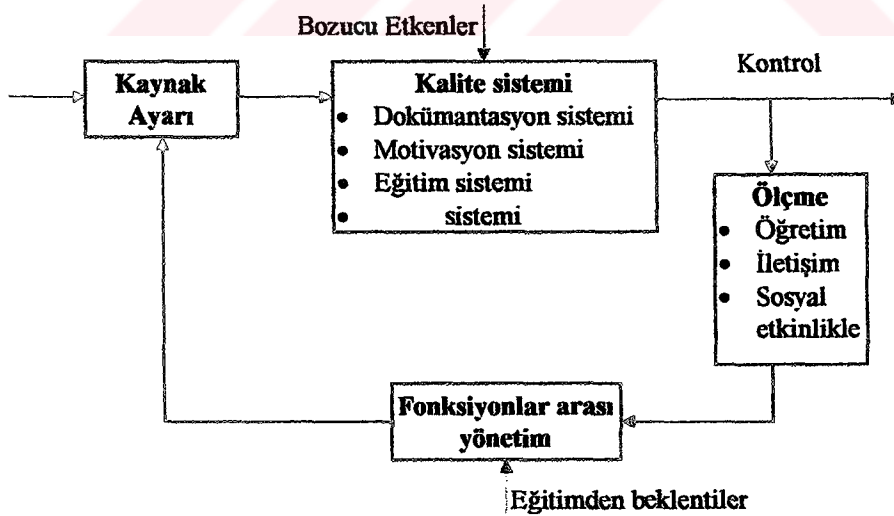 Bozucu Etkenler
Kaynak
Ayarı
Kalite sistemi
• Dokümantasyon sistemi
• Motivasyon sistemi
• Eğitim sistemi
• sistemi
Kontrol
Ölçme
• Öğretim
• İletişim
• Sosyal
etkinlikle
Fonksiyonlar arası
yönetim
Eğitimden beklentiler